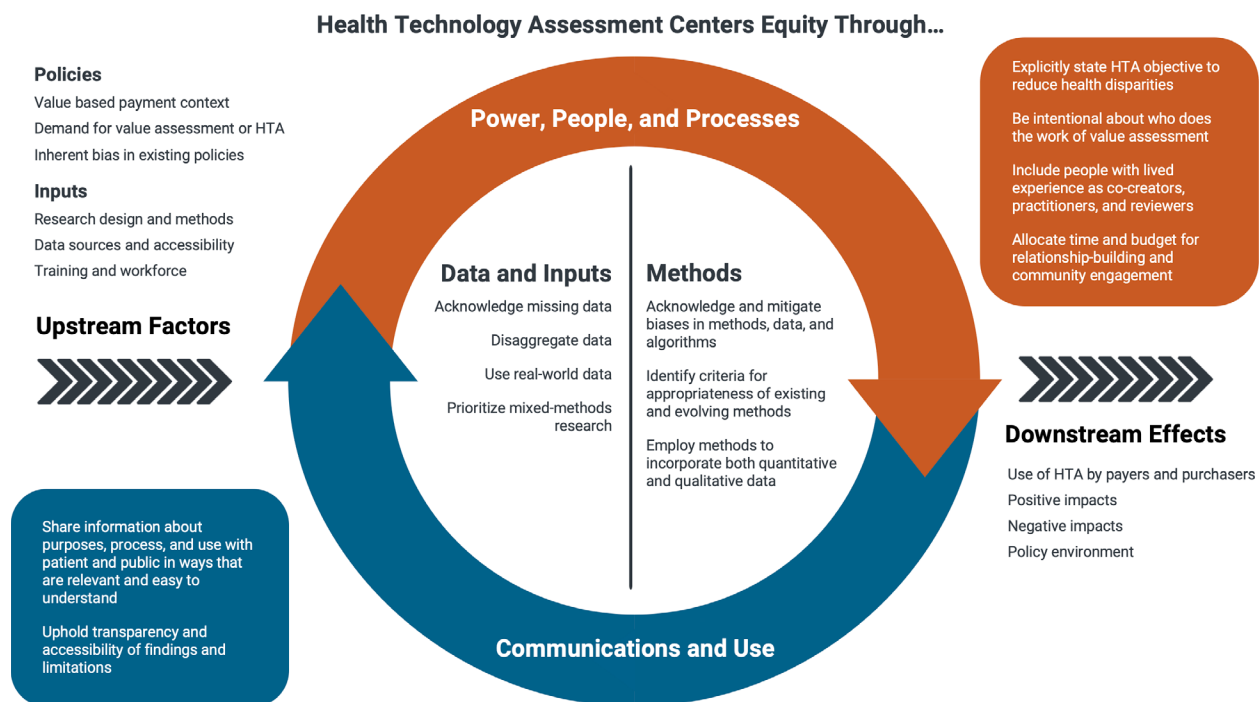 Health Technology Assessment Centers Equity Through…
Policies
Value based payment context
Demand for value assessment or HTA
Inherent bias in existing policies
Inputs
Research design and methods
Data sources and accessibility
Training and workforce
Upstream Factors
Power, People, and Processes
Explicitly state HTA objective to
reduce health disparities
Be intentional about who does
the work of value assessment
Include people with lived
experience as co-creators,
practitioners, and reviewers
Allocate time and budget for
relationship-building and
community engagement
Data and Inputs
Acknowledge missing data
Disaggregate data
Use real-world data
Prioritize mixed-methods
research
Methods
Acknowledge and mitigate
biases in methods, data, and
algorithms
Identify criteria for
appropriateness of existing
and evolving methods
Employ methods to
incorporate both quantitative
and qualitative data
Downstream Effects
Use of HTA by payers and purchasers
Positive impacts
Negative impacts
Policy environment
Share information about
purposes, process, and use with
patient and public in ways that
are relevant and easy to
understand
Uphold transparency and
accessibility of findings and
limitations
Communications and Use